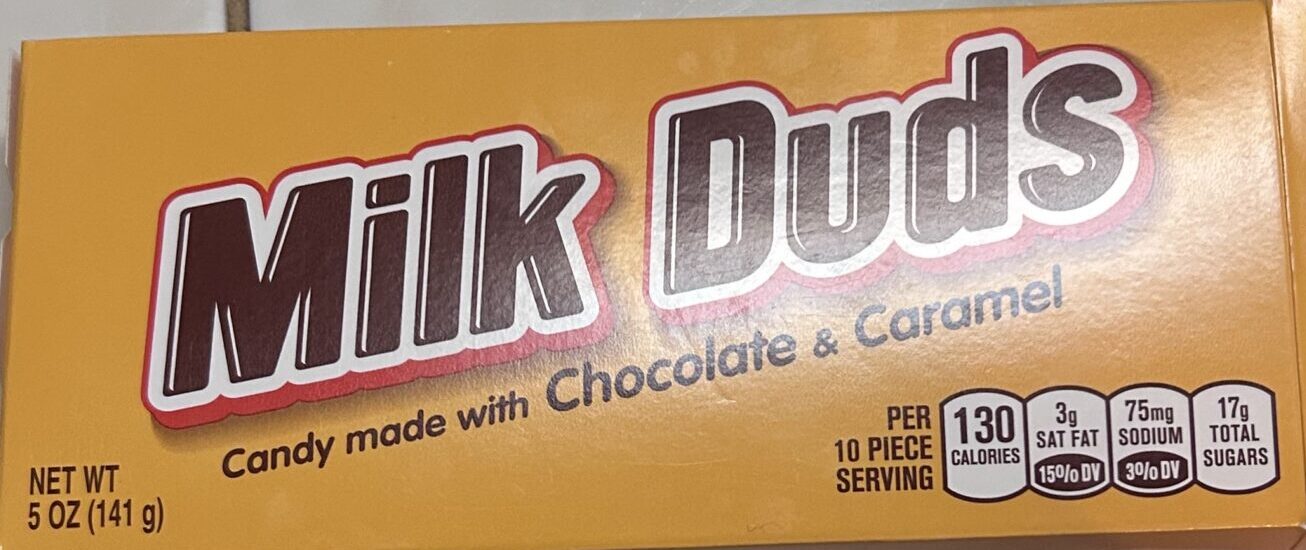 Milk Duds
Candy made with Chocolate & Caramel
NET WT
5 OZ (141 g)
PER
10 PIECE
SERVING
130
CALORIES
3g
SAT FAT
15% DV
75mg
SODIUM
3% DV
17g
TOTAL
SUGARS